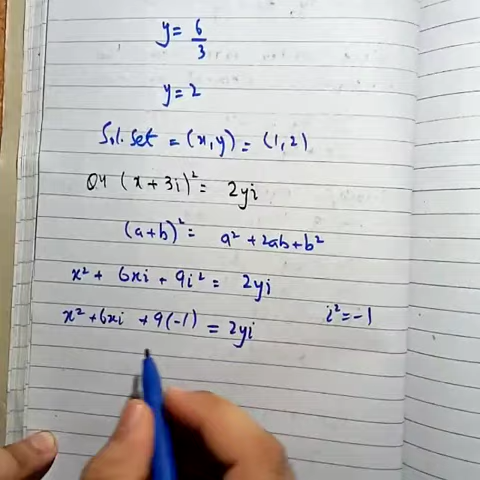 y = 6/3
y = 2
Sol. Set = (x, y) = (1, 2)
Q4 (x + 3i)² = 2yi
(a+b)² = a² + 2ab + b²
x² + 6xi + 9i² = 2yi
x² + 6xi + 9(-1) = 2yi i² = -1